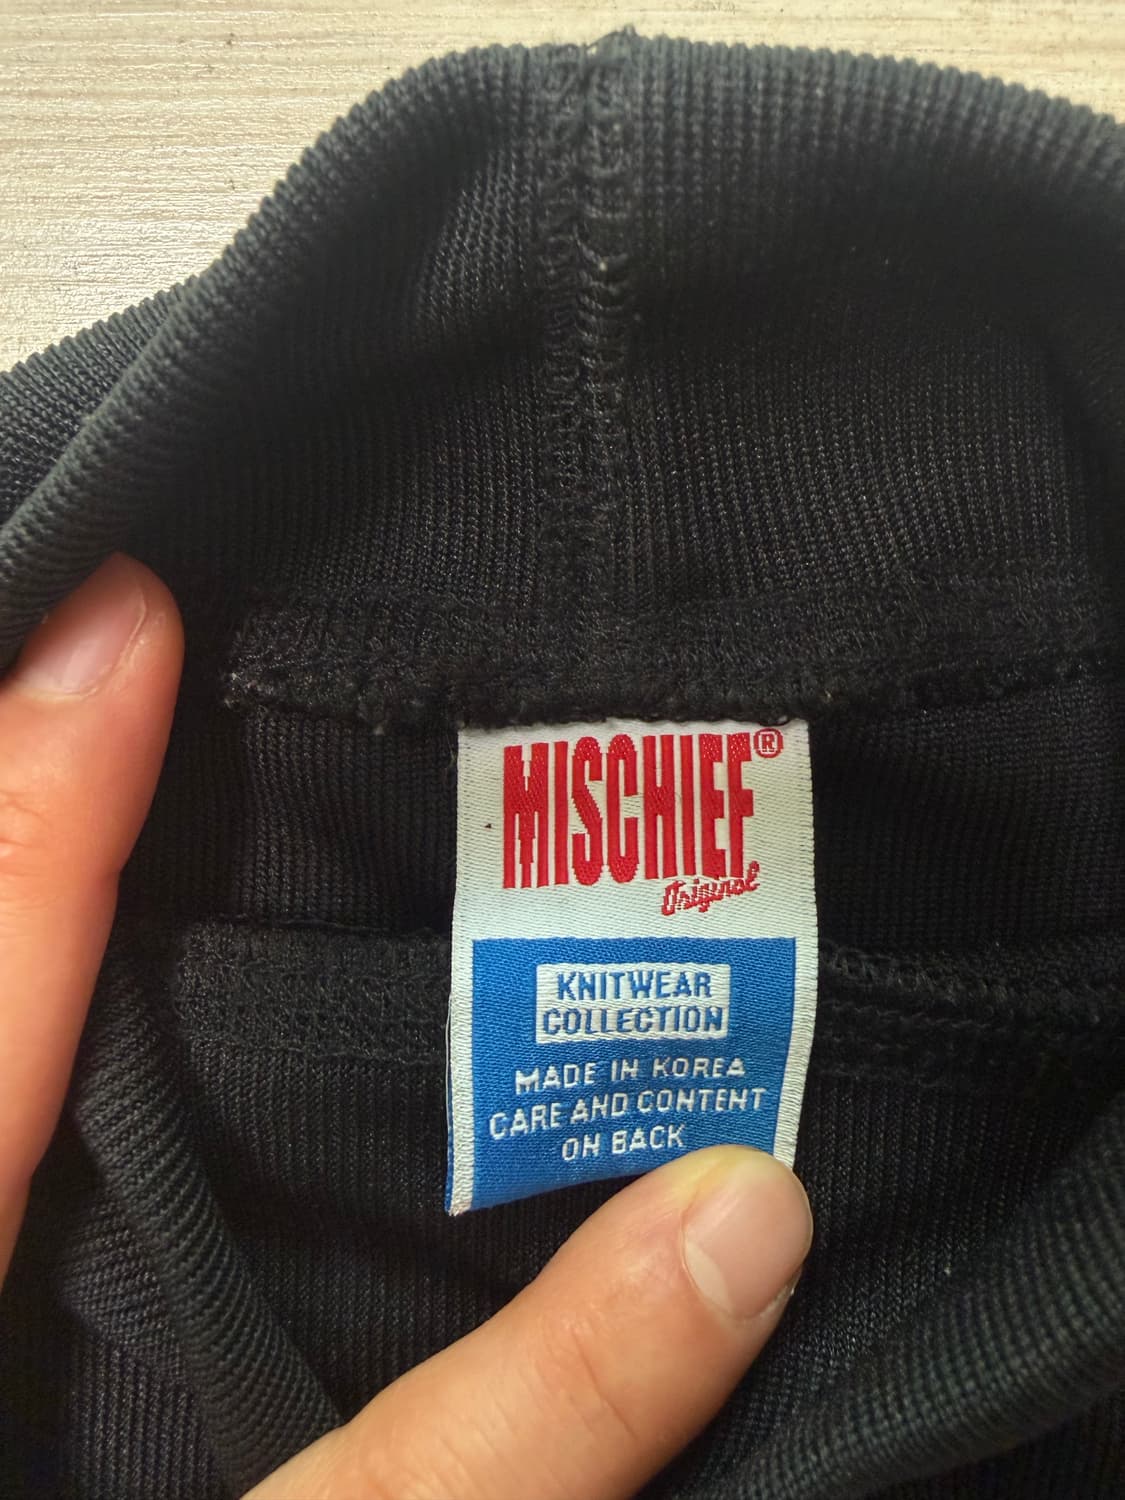 MISCHIEF®
Original
KNITWEAR
COLLECTION
MADE IN KOREA
CARE AND CONTENT
ON BACK